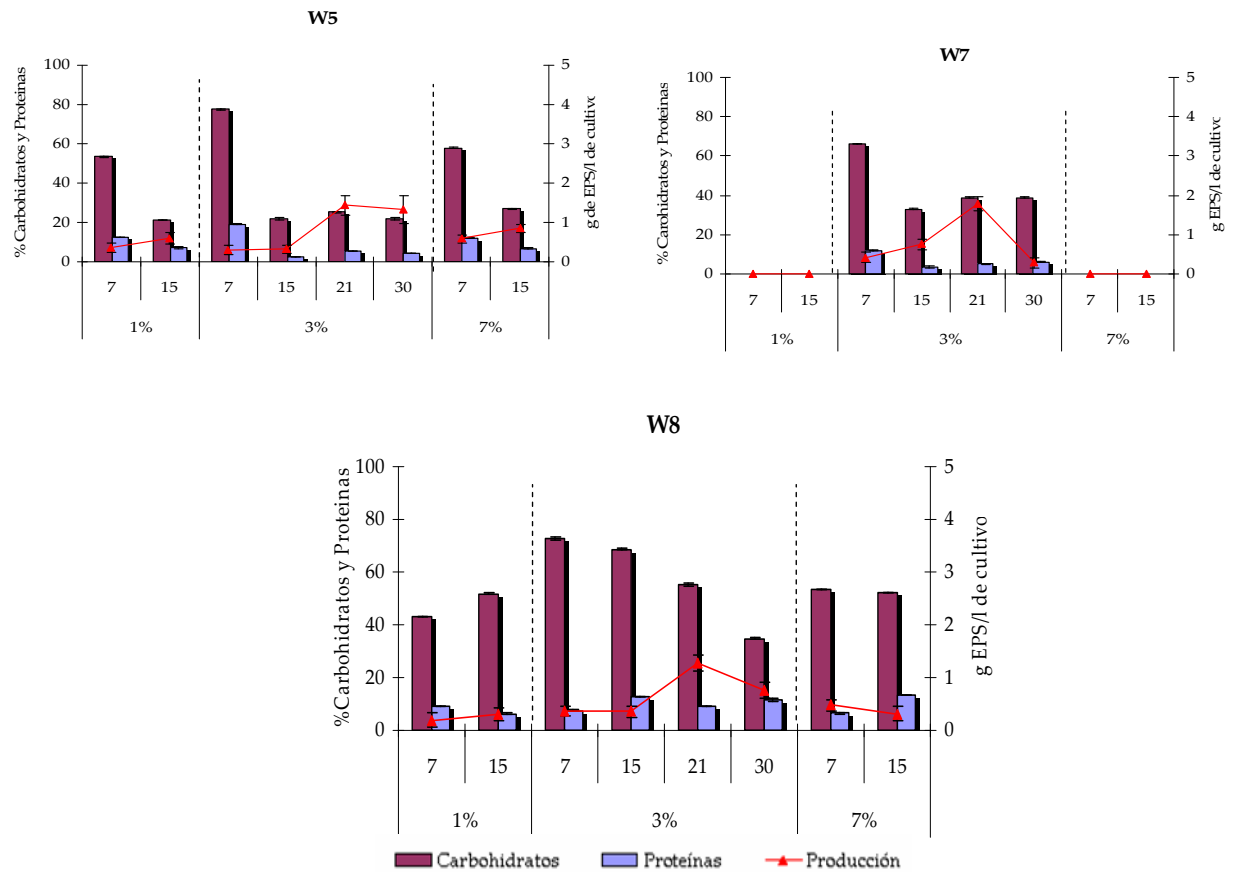 W5
% Carbohidratos y Proteinas
100
80
60
40
20
0
5
4
3
2
1
0
g de EPS/l de cultivo
7 15 7 15 21 30 7 15
1% 3% 7%
W7
% Carohidratos y Proteinas
100
80
60
40
20
0
5
4
3
2
1
0
g EPS/l de cultivo
7 15 7 15 21 30 7 15
1% 3% 7%
W8
%Carbohidratos y Proteinas
100
80
60
40
20
0
5
4
3
2
1
0
g EPS/l de cultivo
7 15 7 15 21 30 7 15
1% 3% 7%
Carbohidratos Proteínas Producción